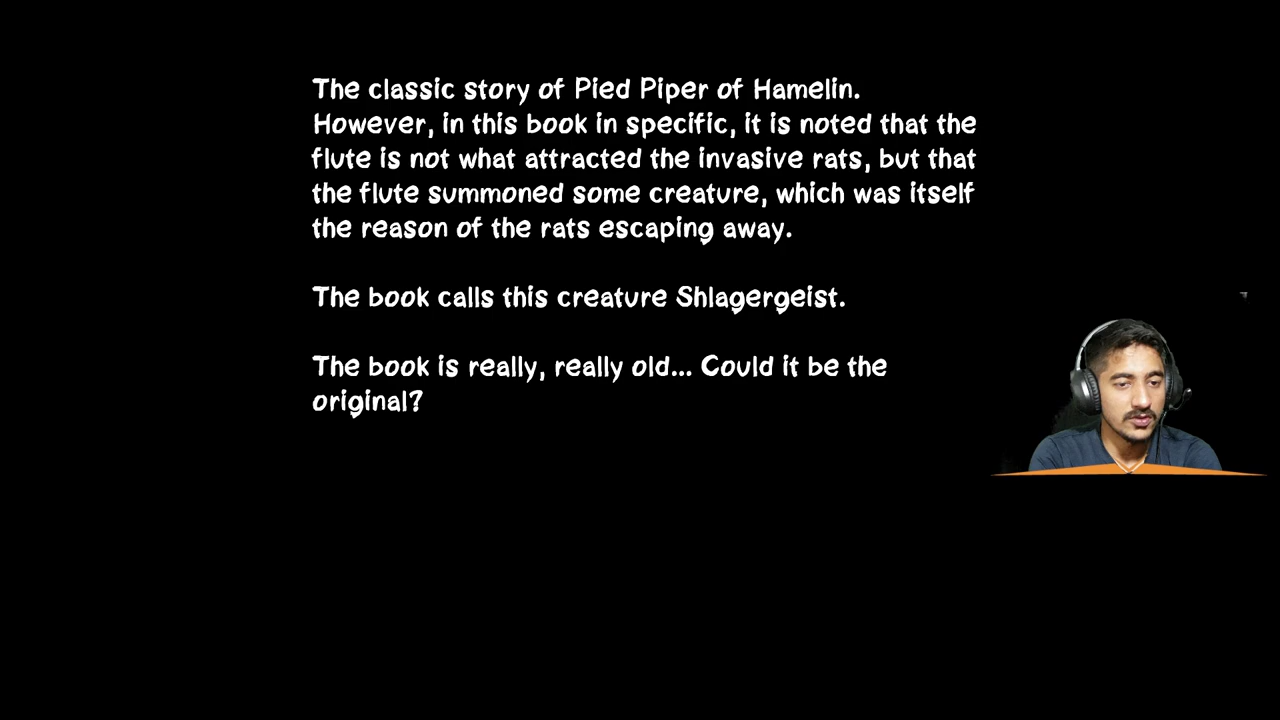 The classic story of Pied Piper of Hamelin.
However, in this book in specific, it is noted that the
flute is not what attracted the invasive rats, but that
the flute summoned some creature, which was itself
the reason of the rats escaping away.
The book calls this creature Shlagergeist.
The book is really, really old... Could it be the
original?